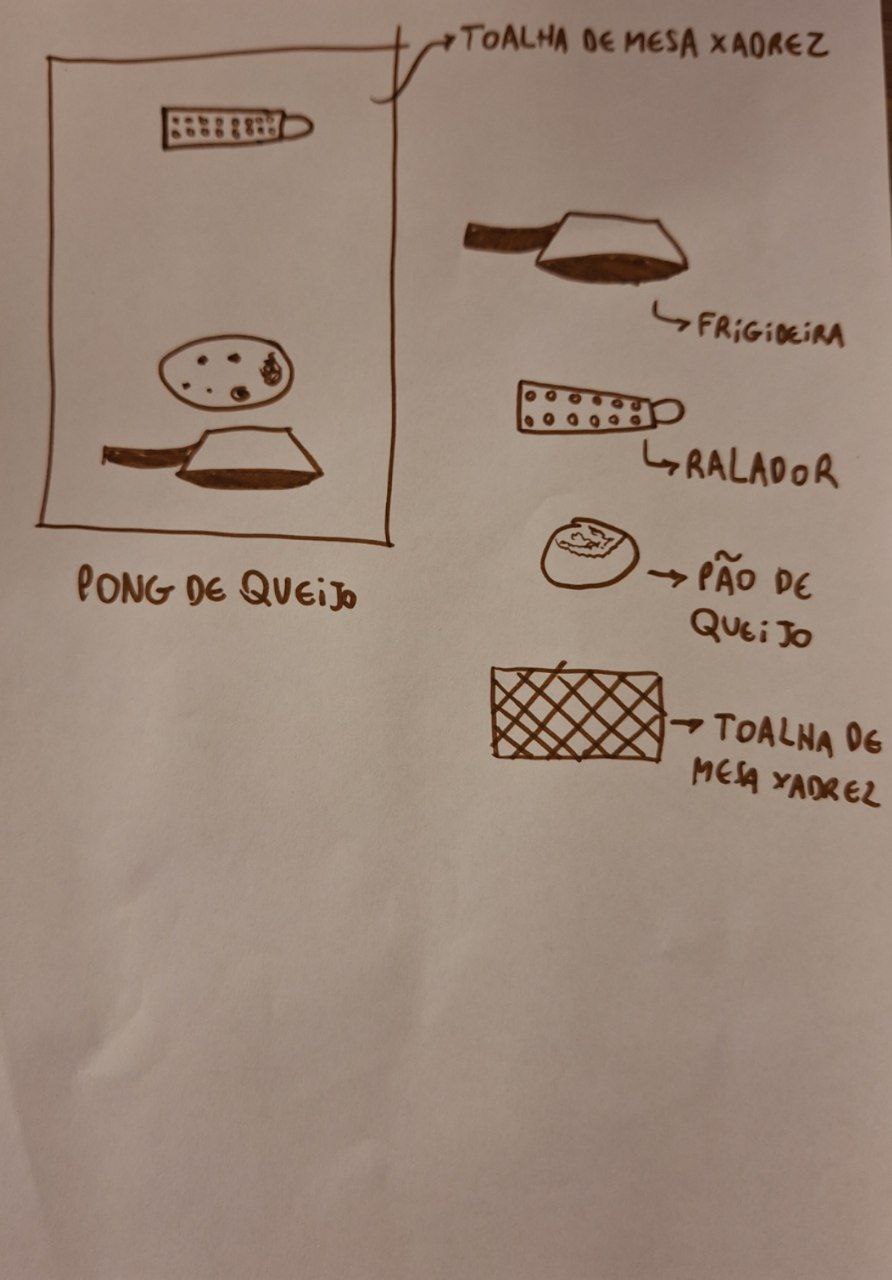 TOALHA DE MESA XADREZ
FRIGIDEIRA
RALADOR
PÃO DE
QUEIJO
PONG DE QUEIJO
TOALHA DE
MESA XADREZ